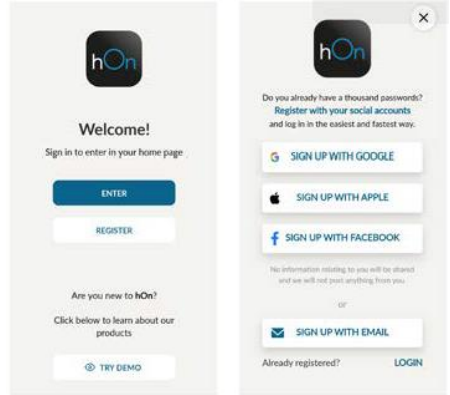 hOn
Welcome!
Sign in to enter in your home page
ENTER
REGISTER
Are you new to hOn?
Click below to learn about our
products
TRY DEMO
hOn
Do you already have a thousand passwords?
Register with your social accounts
and log in in the easiest and fastest way.
SIGN UP WITH GOOGLE
SIGN UP WITH APPLE
SIGN UP WITH FACEBOOK
No information relating to you will be shared
and we will not post anything from you
or
SIGN UP WITH EMAIL
Already registered? LOGIN